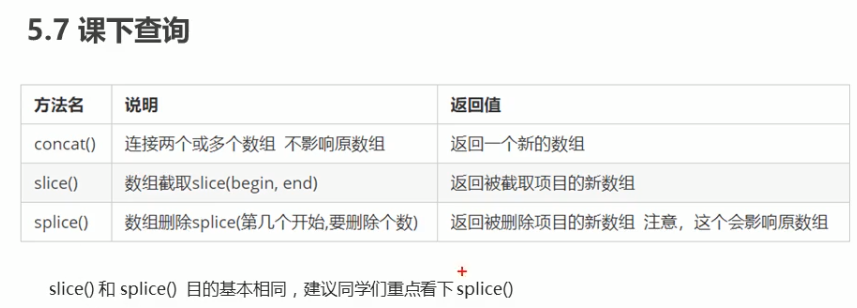 5.7 课下查询
方法名 说明 返回值
concat() 连接两个或多个数组 不影响原数组 返回一个新的数组
slice() 数组截取slice(begin, end) 返回被截取项目的新数组
splice() 数组删除splice(第几个开始,要删除个数) 返回被删除项目的新数组 注意，这个会影响原数组
slice() 和 splice() 目的基本相同，建议同学们重点看下 splice()